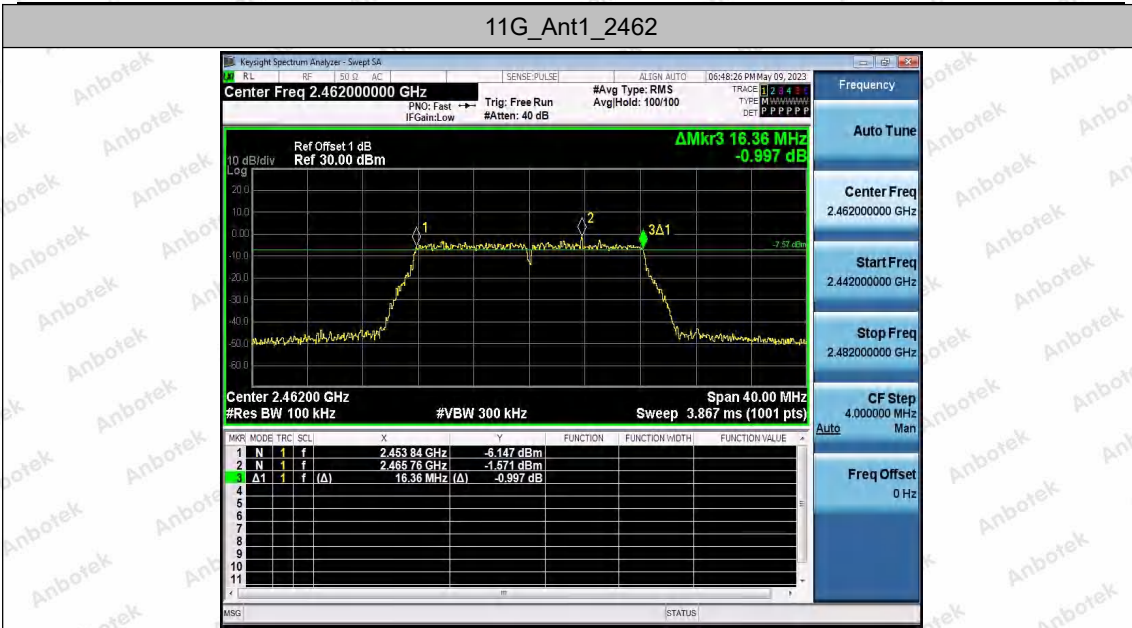 11G_Ant1_2462
Keysight Spectrum Analyzer - Swept SA
RL RF 50 Ω AC SENSE:PULSE ALIGN AUTO 06:48:26 PM May 09, 2023
Center Freq 2.462000000 GHz
PNO: Fast
IFGain:Low
Trig: Free Run
#Atten: 40 dB
#Avg Type: RMS
Avg|Hold: 100/100
TRACE 1 2 3 4 5 6
TYPE M W W W W W
DET P P P P P P
Frequency
Auto Tune
Center Freq
2.462000000 GHz
Start Freq
2.442000000 GHz
Stop Freq
2.482000000 GHz
CF Step
4.000000 MHz
Auto Man
Freq Offset
0 Hz
Ref Offset 1 dB
10 dB/div Ref 30.00 dBm
Log
ΔMkr3 16.36 MHz
-0.997 dB
20.0
10.0
0.00
-10.0
-20.0
-30.0
-40.0
-50.0
-60.0
1
2
3Δ1
-7.57 dBm
Center 2.46200 GHz Span 40.00 MHz
#Res BW 100 kHz #VBW 300 kHz Sweep 3.867 ms (1001 pts)
MKR MODE TRC SCL X Y FUNCTION FUNCTION WIDTH FUNCTION VALUE
1 N 1 f 2.453 84 GHz -6.147 dBm
2 N 1 f 2.465 76 GHz -1.571 dBm
3 Δ1 1 f (Δ) 16.36 MHz (Δ) -0.997 dB
4
5
6
7
8
9
10
11
MSG STATUS
Anbotek